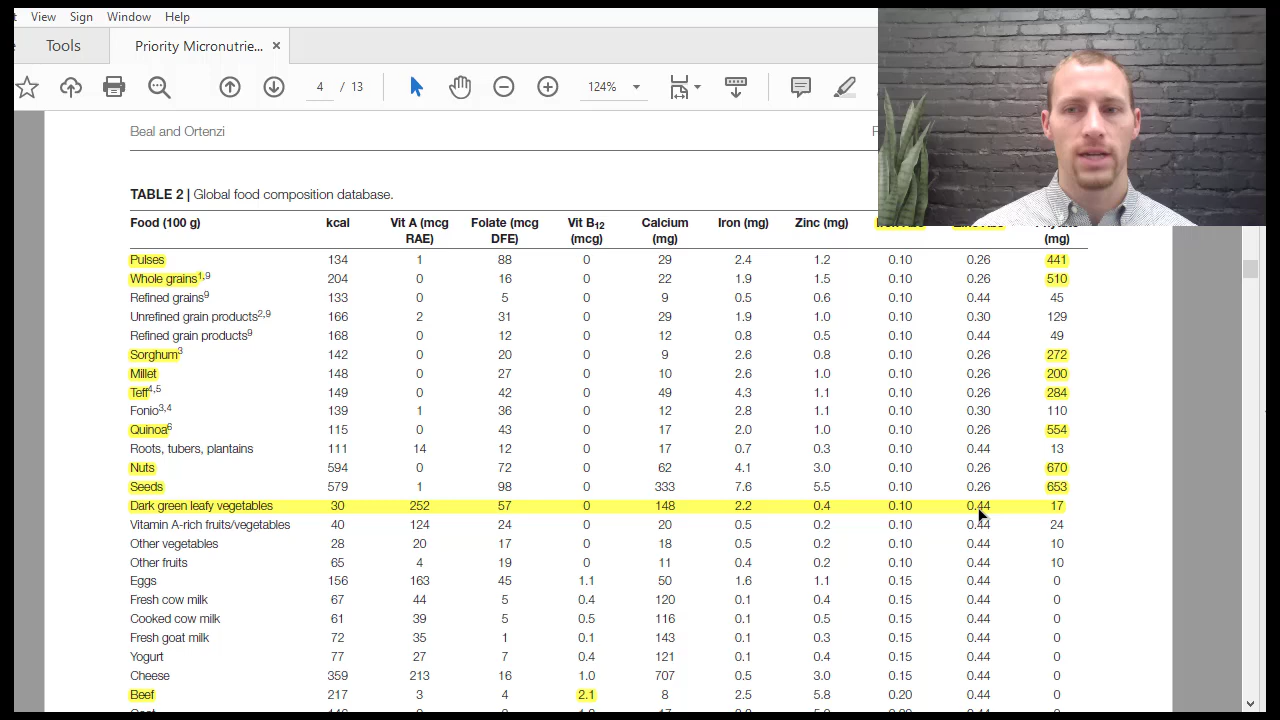 View Sign Window Help
Tools Priority Micronutrie... ×
4 / 13 124%
Beal and Ortenzi
TABLE 2 | Global food composition database.
Food (100 g) kcal Vit A (mcg RAE) Folate (mcg DFE) Vit B12 (mcg) Calcium (mg) Iron (mg) Zinc (mg) (mg)
Pulses 134 1 88 0 29 2.4 1.2 0.10 0.26 441
Whole grains1,9 204 0 16 0 22 1.9 1.5 0.10 0.26 510
Refined grains9 133 0 5 0 9 0.5 0.6 0.10 0.44 45
Unrefined grain products2,9 166 2 31 0 29 1.9 1.0 0.10 0.30 129
Refined grain products9 168 0 12 0 12 0.8 0.5 0.10 0.44 49
Sorghum3 142 0 20 0 9 2.6 0.8 0.10 0.26 272
Millet 148 0 27 0 10 2.6 1.0 0.10 0.26 200
Teff4,5 149 0 42 0 49 4.3 1.1 0.10 0.26 284
Fonio3,4 139 1 36 0 12 2.8 1.1 0.10 0.30 110
Quinoa6 115 0 43 0 17 2.0 1.0 0.10 0.26 554
Roots, tubers, plantains 111 14 12 0 17 0.7 0.3 0.10 0.44 13
Nuts 594 0 72 0 62 4.1 3.0 0.10 0.26 670
Seeds 579 1 98 0 333 7.6 5.5 0.10 0.26 653
Dark green leafy vegetables 30 252 57 0 148 2.2 0.4 0.10 0.44 17
Vitamin A-rich fruits/vegetables 40 124 24 0 20 0.5 0.2 0.10 0.44 24
Other vegetables 28 20 17 0 18 0.5 0.2 0.10 0.44 10
Other fruits 65 4 19 0 11 0.4 0.2 0.10 0.44 10
Eggs 156 163 45 1.1 50 1.6 1.1 0.15 0.44 0
Fresh cow milk 67 44 5 0.4 120 0.1 0.4 0.15 0.44 0
Cooked cow milk 61 39 5 0.5 116 0.1 0.5 0.15 0.44 0
Fresh goat milk 72 35 1 0.1 143 0.1 0.3 0.15 0.44 0
Yogurt 77 27 7 0.4 121 0.1 0.4 0.15 0.44 0
Cheese 359 213 16 1.0 707 0.5 3.0 0.15 0.44 0
Beef 217 3 4 2.1 8 2.5 5.8 0.20 0.44 0